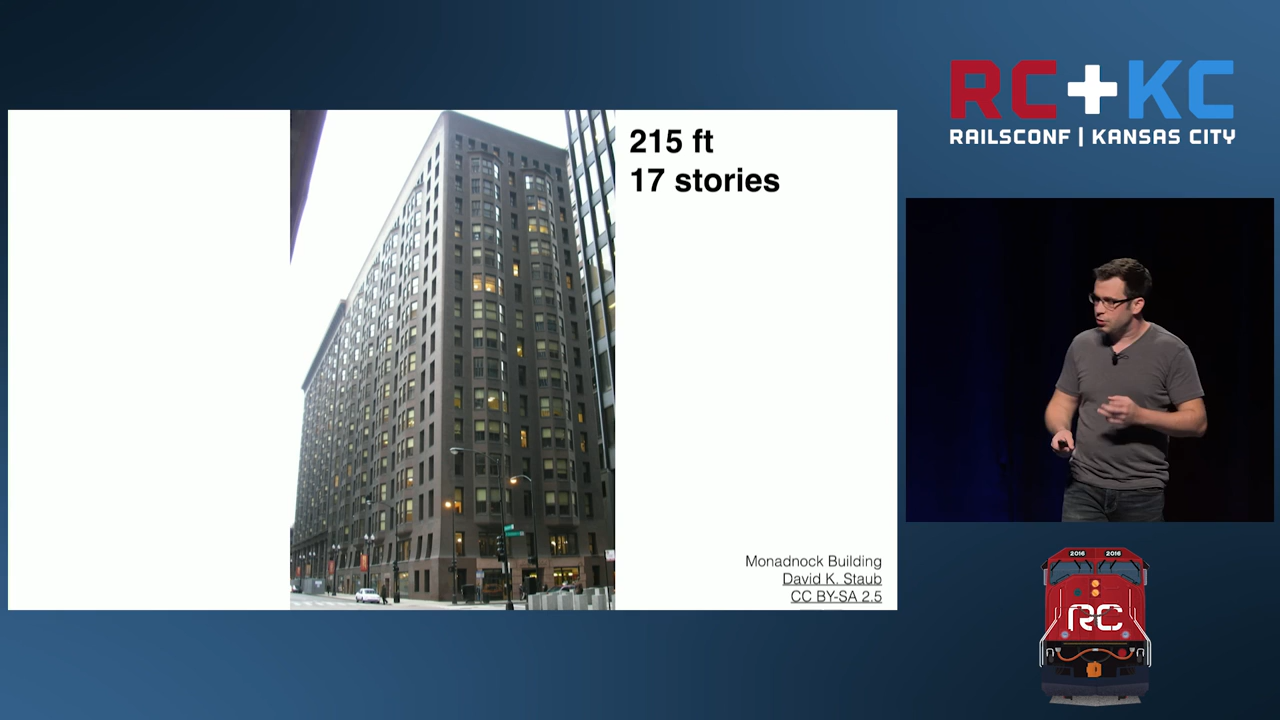 215 ft
17 stories
Monadnock Building
David K. Staub
CC BY-SA 2.5
RC+KC
RAILSCONF | KANSAS CITY
2016 2016
RC